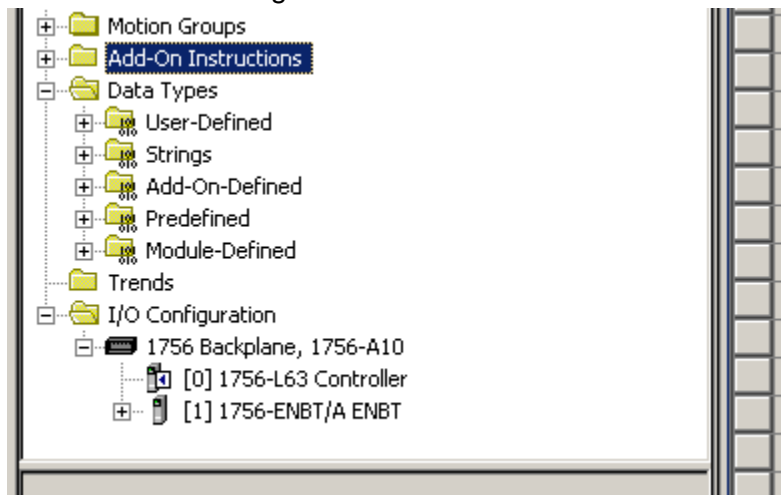 Motion Groups
Add-On Instructions
Data Types
User-Defined
Strings
Add-On-Defined
Predefined
Module-Defined
Trends
I/O Configuration
1756 Backplane, 1756-A10
[0] 1756-L63 Controller
[1] 1756-ENBT/A ENBT